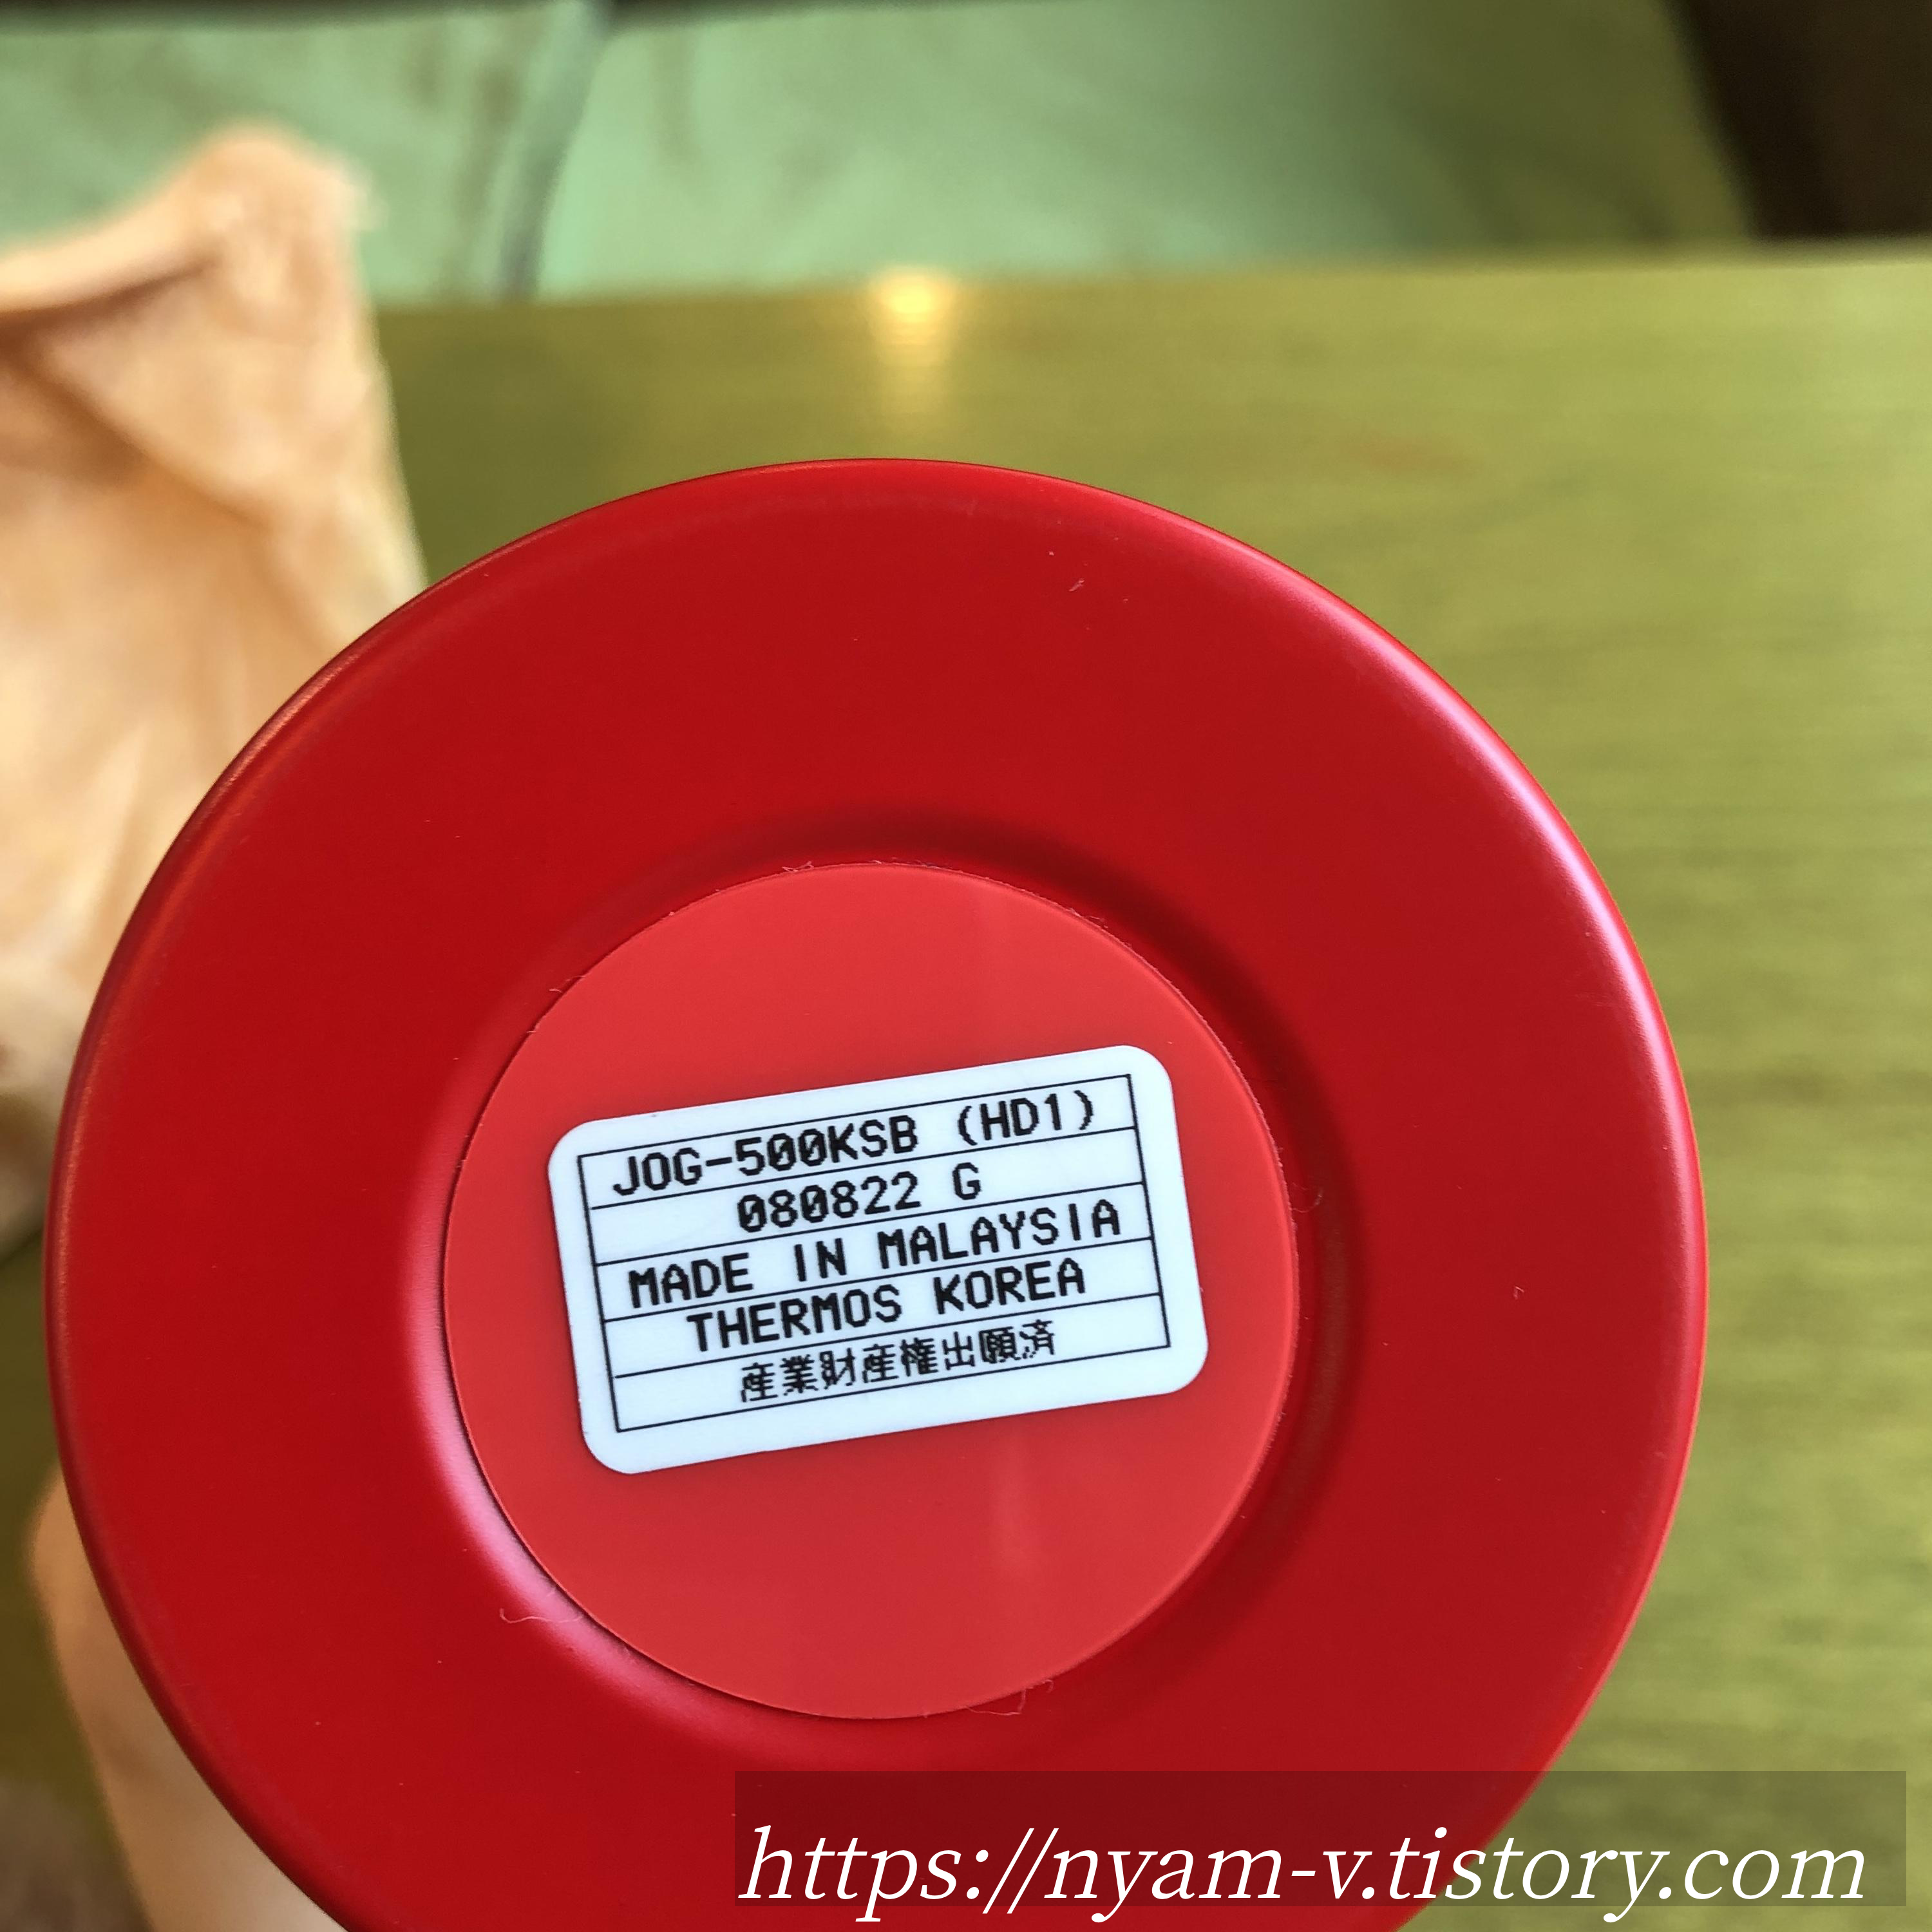 JOG-500KSB (HD1)
080822 G
MADE IN MALAYSIA
THERMOS KOREA
産業財産権出願済
https://nyam-v.tistory.com